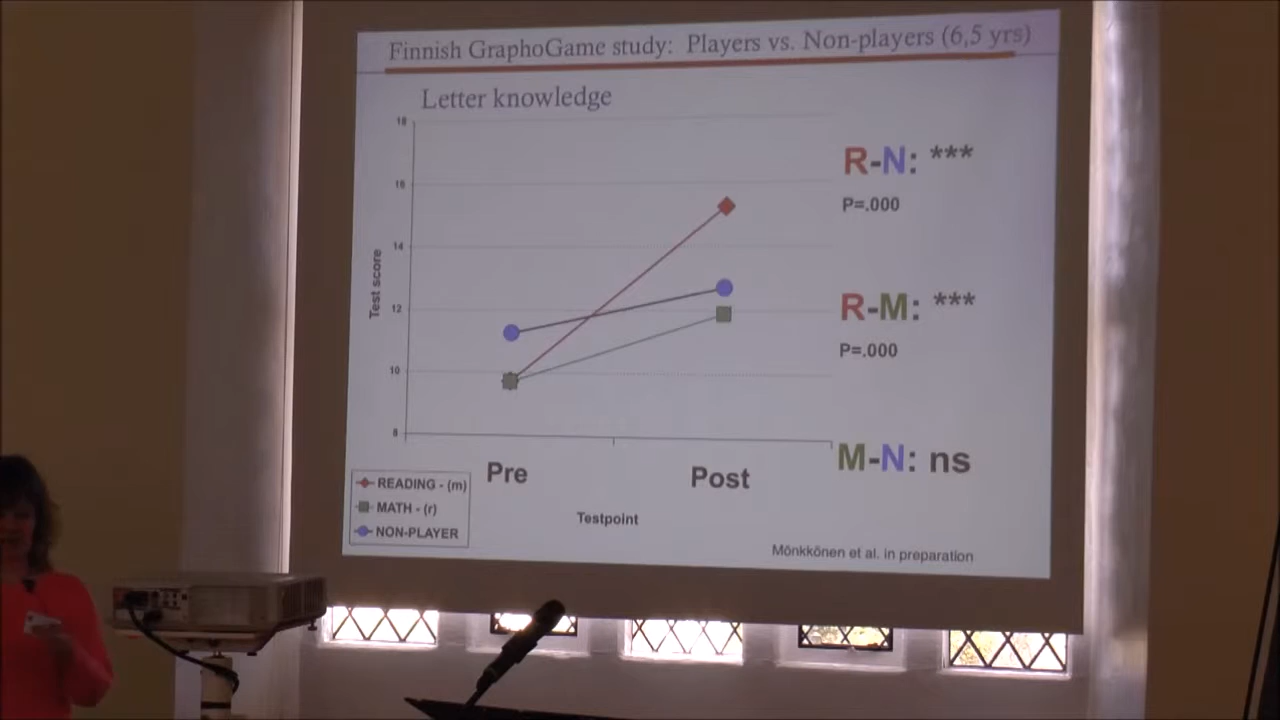 Finnish GraphoGame study: Players vs. Non-players (6,5 yrs)
Letter knowledge
18
16
14
12
10
8
Test score
R-N: ***
P=.000
R-M: ***
P=.000
M-N: ns
Pre
Post
Testpoint
READING - (m)
MATH - (r)
NON-PLAYER
Mönkkönen et al. in preparation